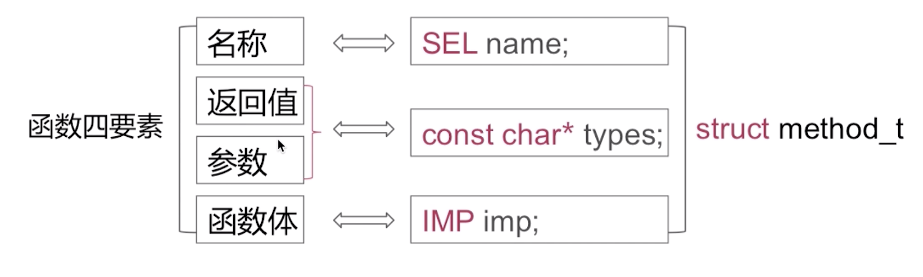 名称
SEL name;
返回值
函数四要素
const char* types;
struct method_t
参数
函数体
IMP imp;